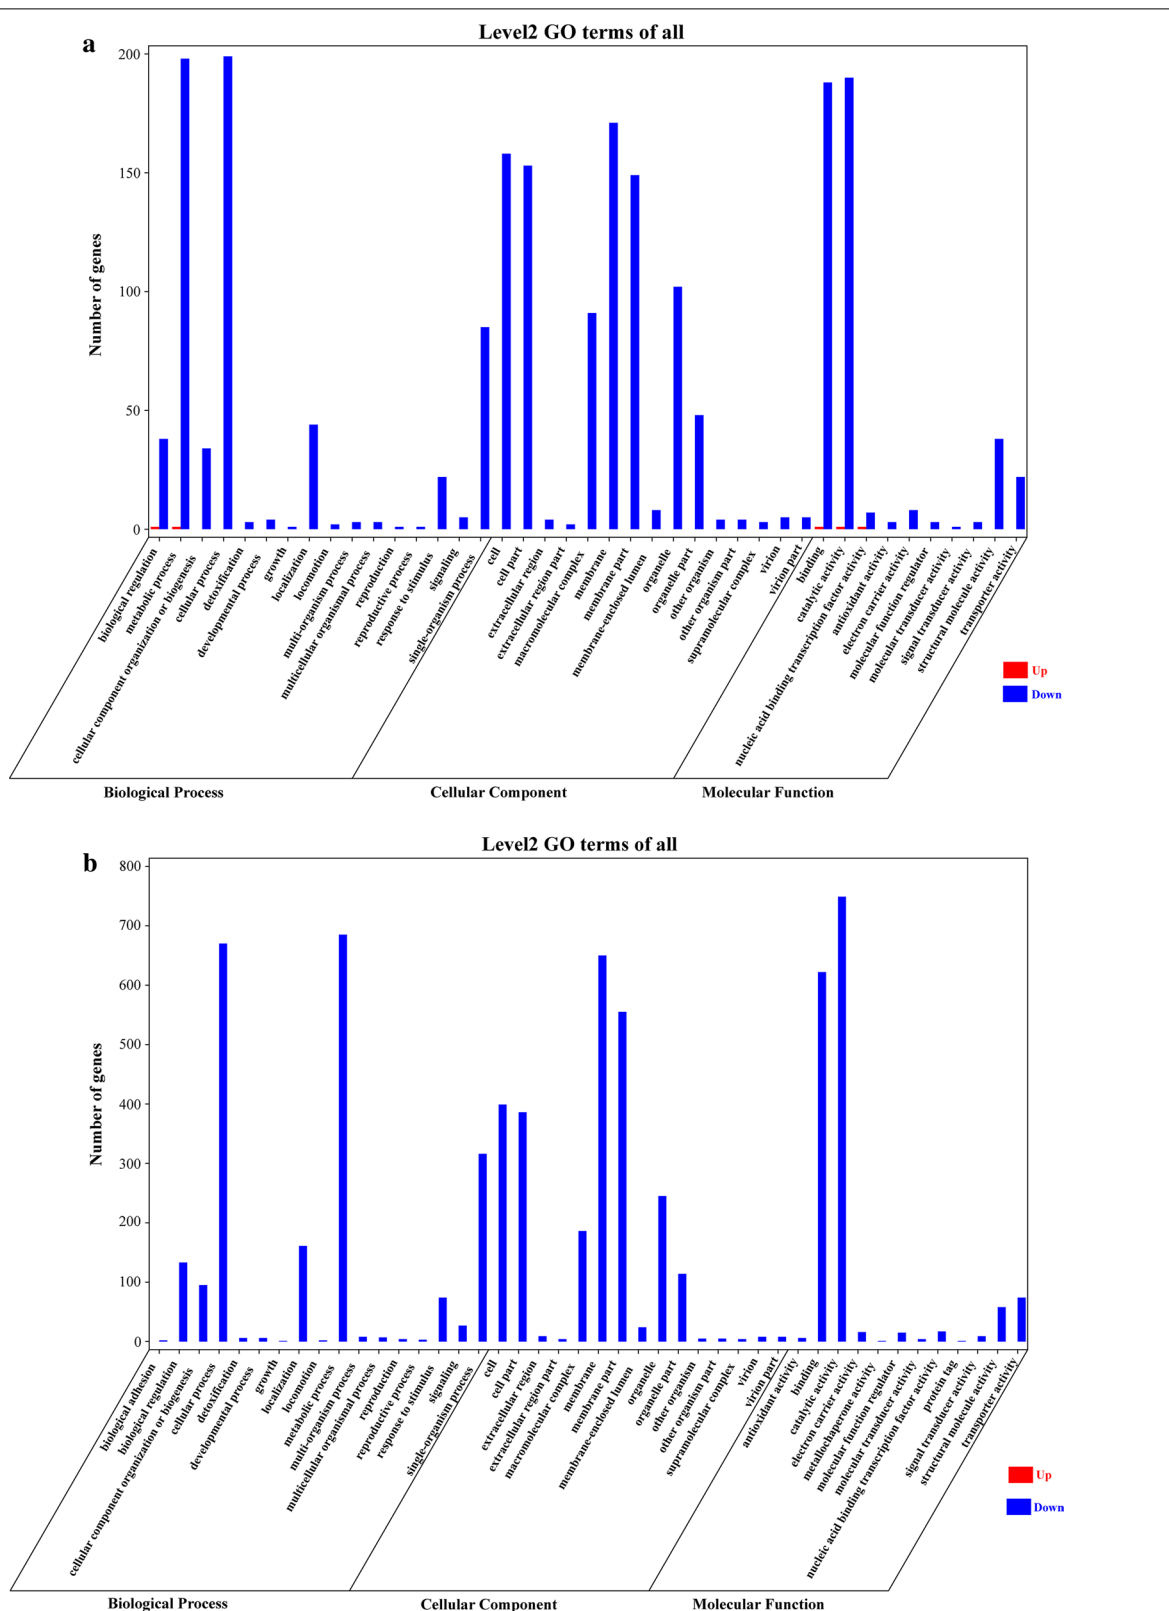 Level2 GO terms of all
a
200
150
100
50
0
Number of genes
biological regulation
metabolic process
cellular component organization or biogenesis
cellular process
detoxification
developmental process
growth
localization
locomotion
multi-organism process
multicellular organismal process
reproduction
reproductive process
response to stimulus
signaling
single-organism process
cell
cell part
extracellular region
extracellular region part
macromolecular complex
membrane
membrane part
membrane-enclosed lumen
organelle
organelle part
other organism
other organism part
supramolecular complex
virion
virion part
binding
catalytic activity
nucleic acid binding transcription factor activity
antioxidant activity
electron carrier activity
molecular function regulator
molecular transducer activity
signal transducer activity
structural molecule activity
transporter activity
Up
Down
Biological Process
Cellular Component
Molecular Function
Level2 GO terms of all
b
800
700
600
500
400
300
200
100
0
Number of genes
biological adhesion
biological regulation
cellular component organization or biogenesis
cellular process
detoxification
developmental process
growth
localization
locomotion
metabolic process
multi-organism process
multicellular organismal process
reproduction
reproductive process
response to stimulus
signaling
single-organism process
cell
cell part
extracellular region
extracellular region part
macromolecular complex
membrane
membrane part
membrane-enclosed lumen
organelle
organelle part
other organism
other organism part
supramolecular complex
virion
virion part
antioxidant activity
binding
catalytic activity
electron carrier activity
metallochaperone activity
molecular function regulator
molecular transducer activity
nucleic acid binding transcription factor activity
protein tag
signal transducer activity
structural molecule activity
transporter activity
Up
Down
Biological Process
Cellular Component
Molecular Function